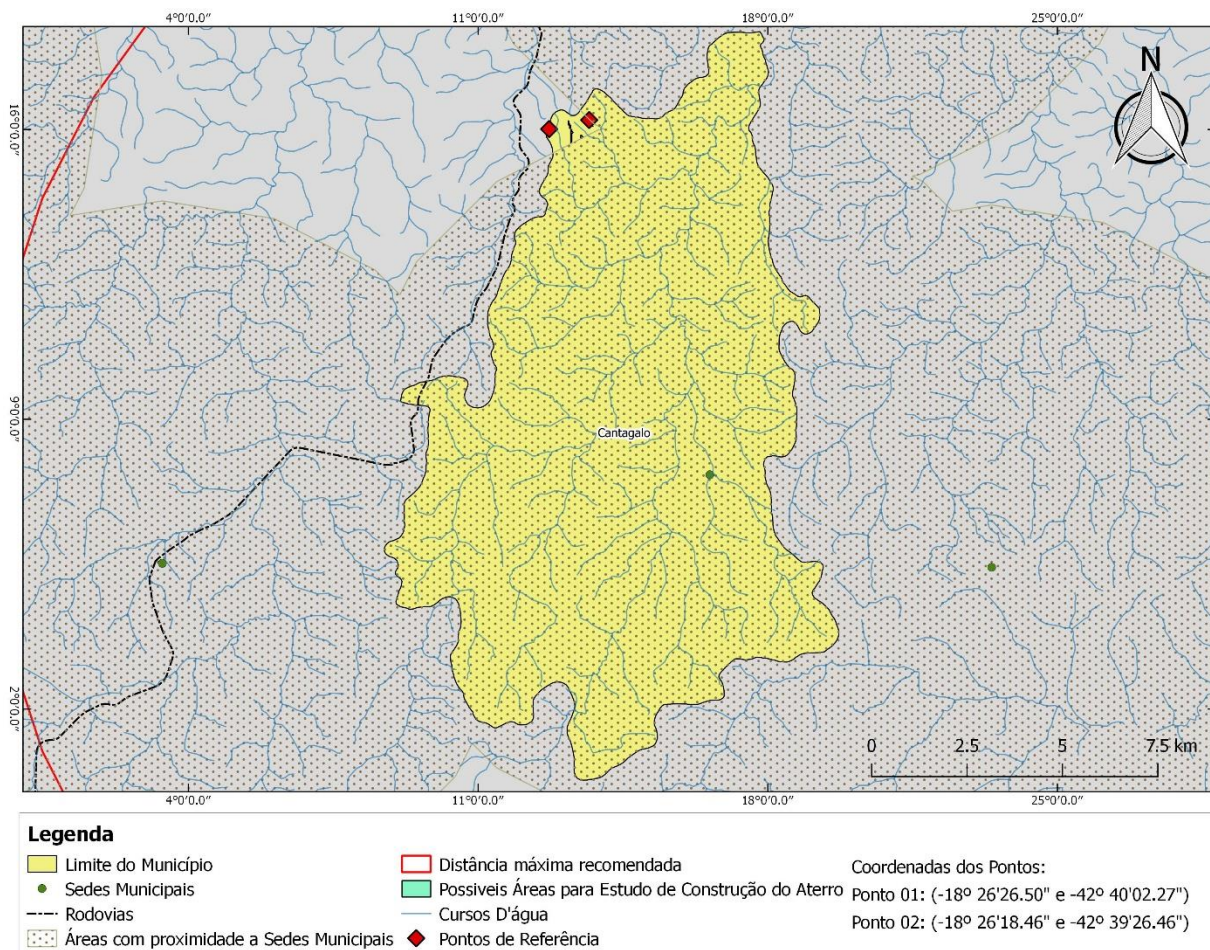 4°0'0.0" 11°0'0.0" 18°0'0.0" 25°0'0.0"
N
16°0'0.0"
9°0'0.0"
Cantagalo
2°0'0.0"
0 2.5 5 7.5 km
4°0'0.0" 11°0'0.0" 18°0'0.0" 25°0'0.0"
Legenda
Limite do Município
Sedes Municipais
Rodovias
Áreas com proximidade a Sedes Municipais
Distância máxima recomendada
Possiveis Áreas para Estudo de Construção do Aterro
Cursos D'água
Pontos de Referência
Coordenadas dos Pontos:
Ponto 01: (-18º 26'26.50" e -42º 40'02.27")
Ponto 02: (-18º 26'18.46" e -42º 39'26.46")